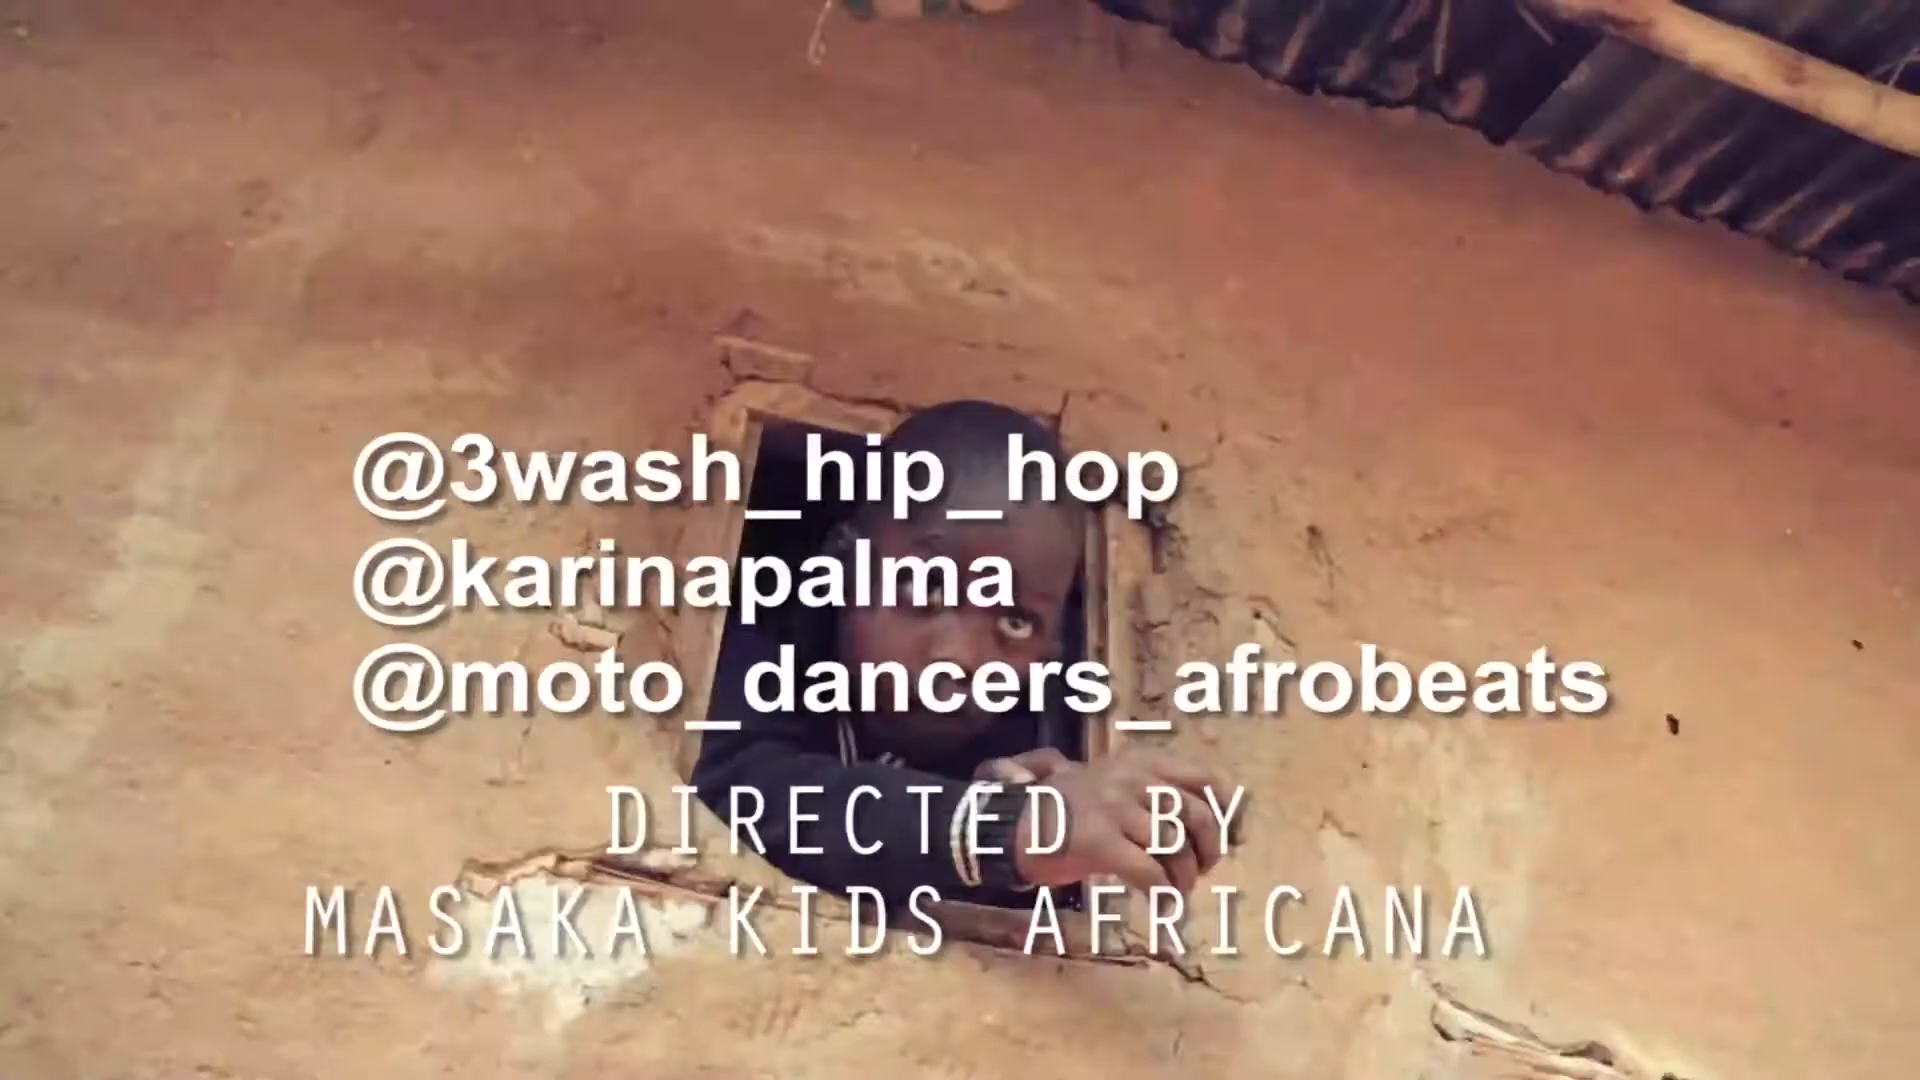 @3wash_hip_hop
@karinapalma
@moto_dancers_afrobeats
DIRECTED BY
MASAKA KIDS AFRICANA